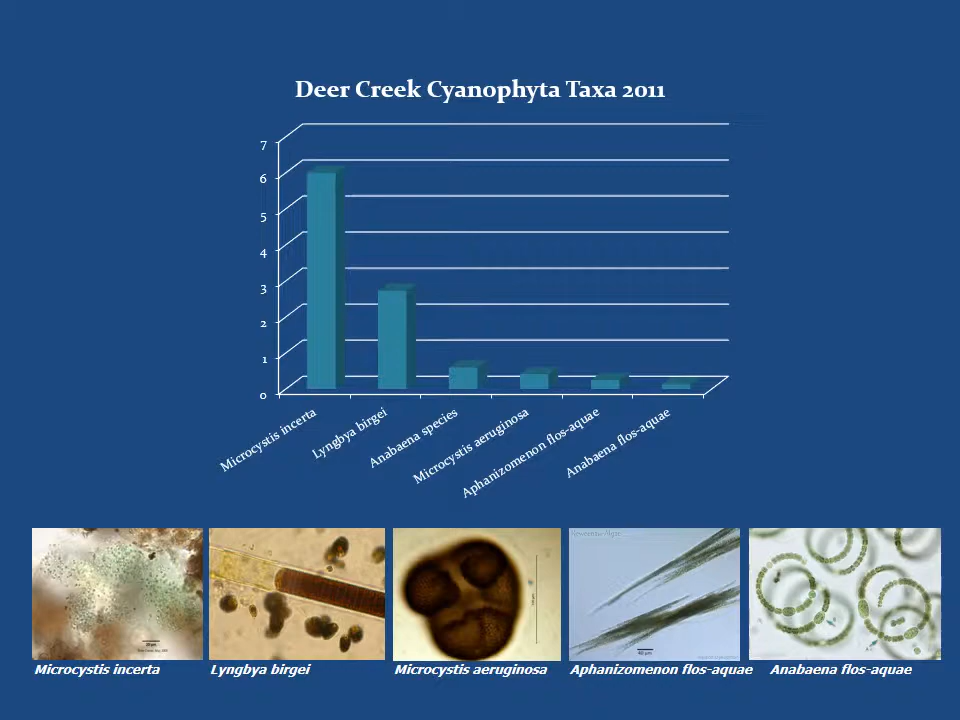 Deer Creek Cyanophyta Taxa 2011
7
6
5
4
3
2
1
0
Microcystis incerta
Lyngbya birgei
Anabaena species
Microcystis aeruginosa
Aphanizomenon flos-aquae
Anabaena flos-aquae
Microcystis incerta
Lyngbya birgei
Microcystis aeruginosa
Aphanizomenon flos-aquae
Anabaena flos-aquae